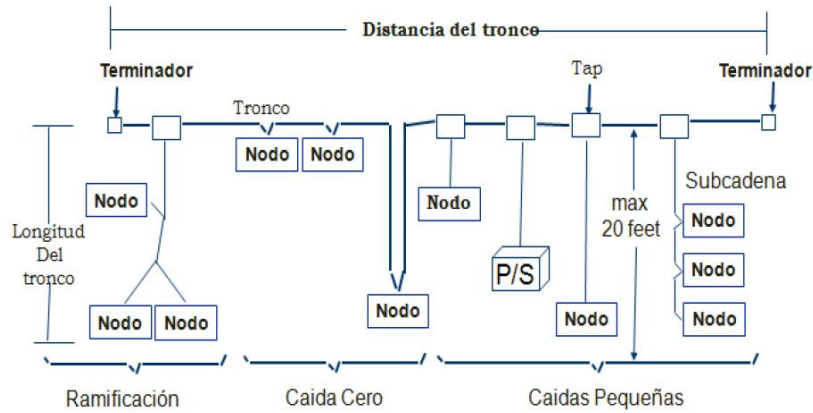 Distancia del tronco
Terminador
Tap
Terminador
Tronco
Nodo
Nodo
Subcadena
Nodo
Nodo
max
20 feet
Nodo
Longitud
Del
tronco
P/S
Nodo
Nodo
Nodo
Nodo
Nodo
Nodo
Ramificación
Caida Cero
Caidas Pequeñas